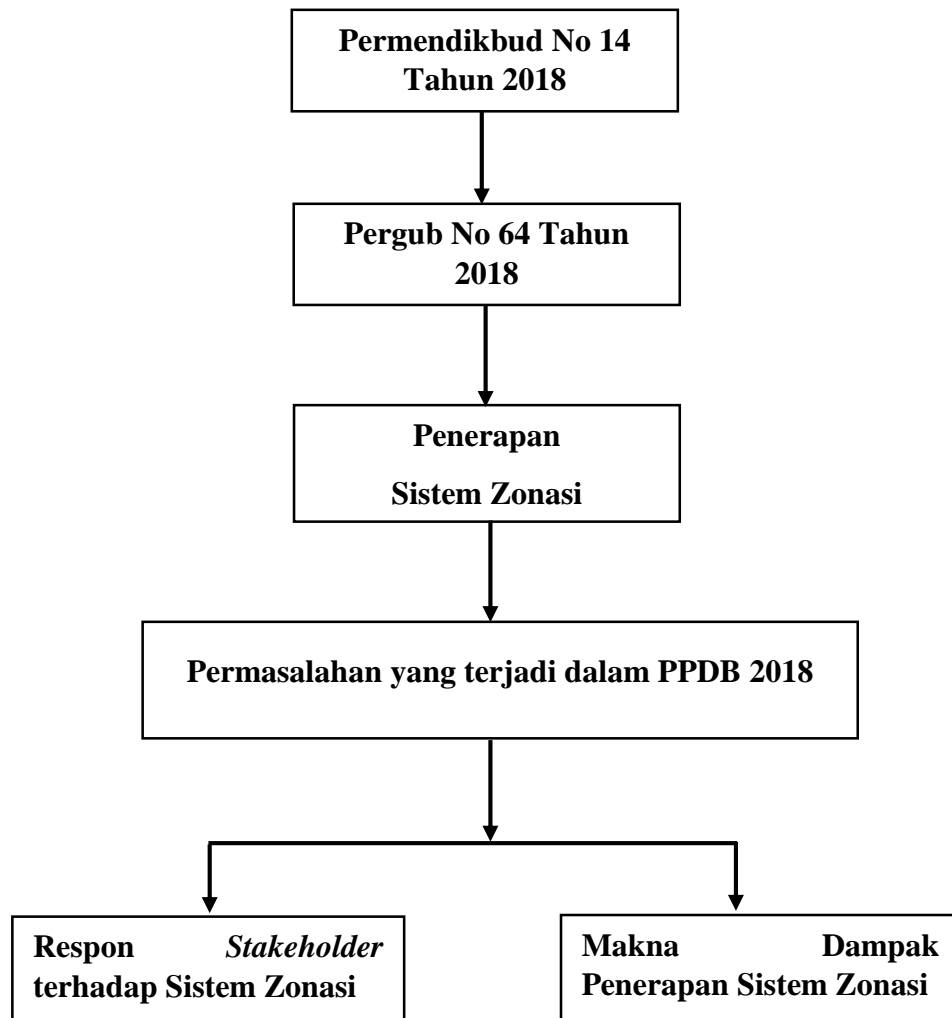 Permendikbud No 14
Tahun 2018
Pergub No 64 Tahun
2018
Penerapan
Sistem Zonasi
Permasalahan yang terjadi dalam PPDB 2018
Respon Stakeholder
terhadap Sistem Zonasi
Makna Dampak
Penerapan Sistem Zonasi